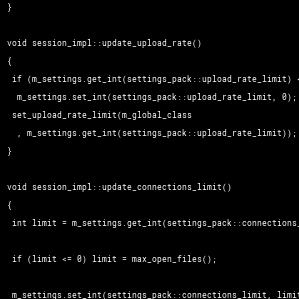 }
void session_impl::update_upload_rate()
{
if (m_settings.get_int(settings_pack::upload_rate_limit) <
m_settings.set_int(settings_pack::upload_rate_limit, 0);
set_upload_rate_limit(m_global_class
, m_settings.get_int(settings_pack::upload_rate_limit));
}
void session_impl::update_connections_limit()
{
int limit = m_settings.get_int(settings_pack::connections_
if (limit <= 0) limit = max_open_files();
m_settings.set_int(settings_pack::connections_limit, limit